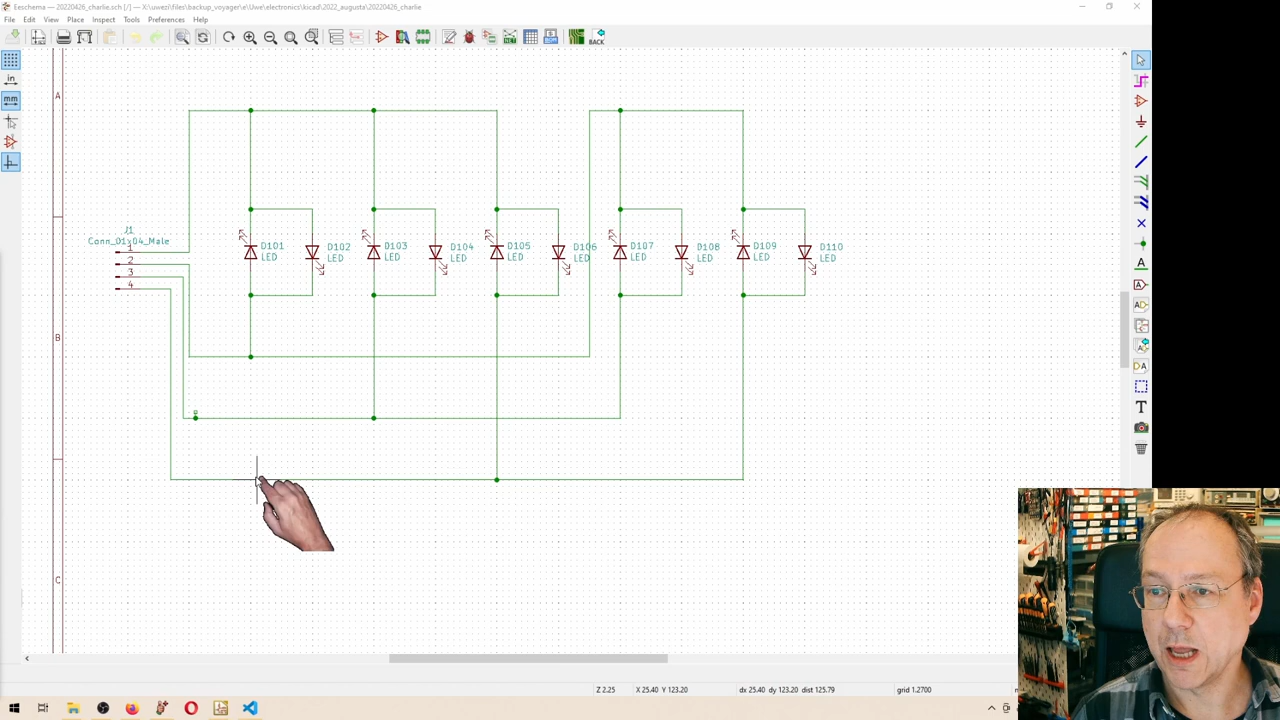 Eeschema — 20220426_charlie.sch [/] — X:\uwezi\files\backup_voyager\e\Uwe\electronics\kicad\2022_augusta\20220426_charlie
File Edit View Place Inspect Tools Preferences Help
BACK
in
mm
A
B
C
J1
Conn_01x04_Male
1
2
3
4
D101
LED
D102
LED
D103
LED
D104
LED
D105
LED
D106
LED
D107
LED
D108
LED
D109
LED
D110
LED
A
A
T
Z 2.25 X 25.40 Y 123.20 dx 25.40 dy 123.20 dist 125.79 grid 1.2700